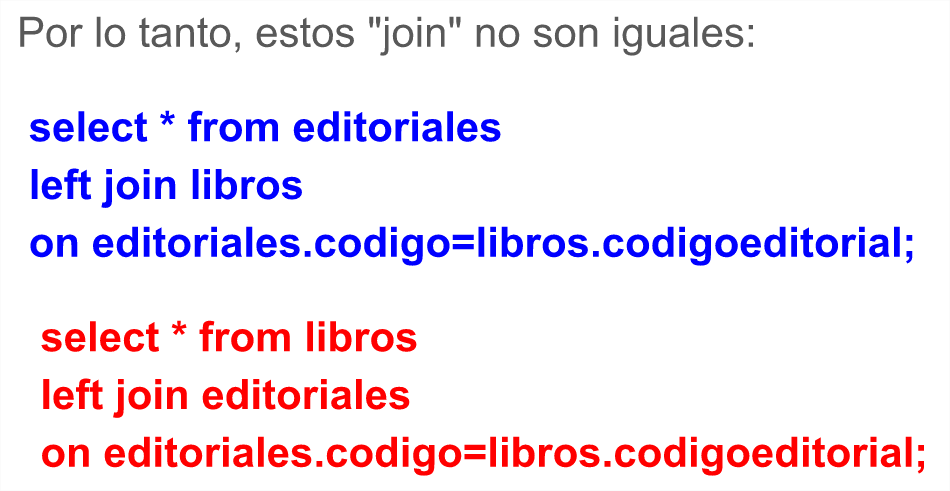 Por lo tanto, estos "join" no son iguales:
select * from editoriales
left join libros
on editoriales.codigo=libros.codigoeditorial;
select * from libros
left join editoriales
on editoriales.codigo=libros.codigoeditorial;